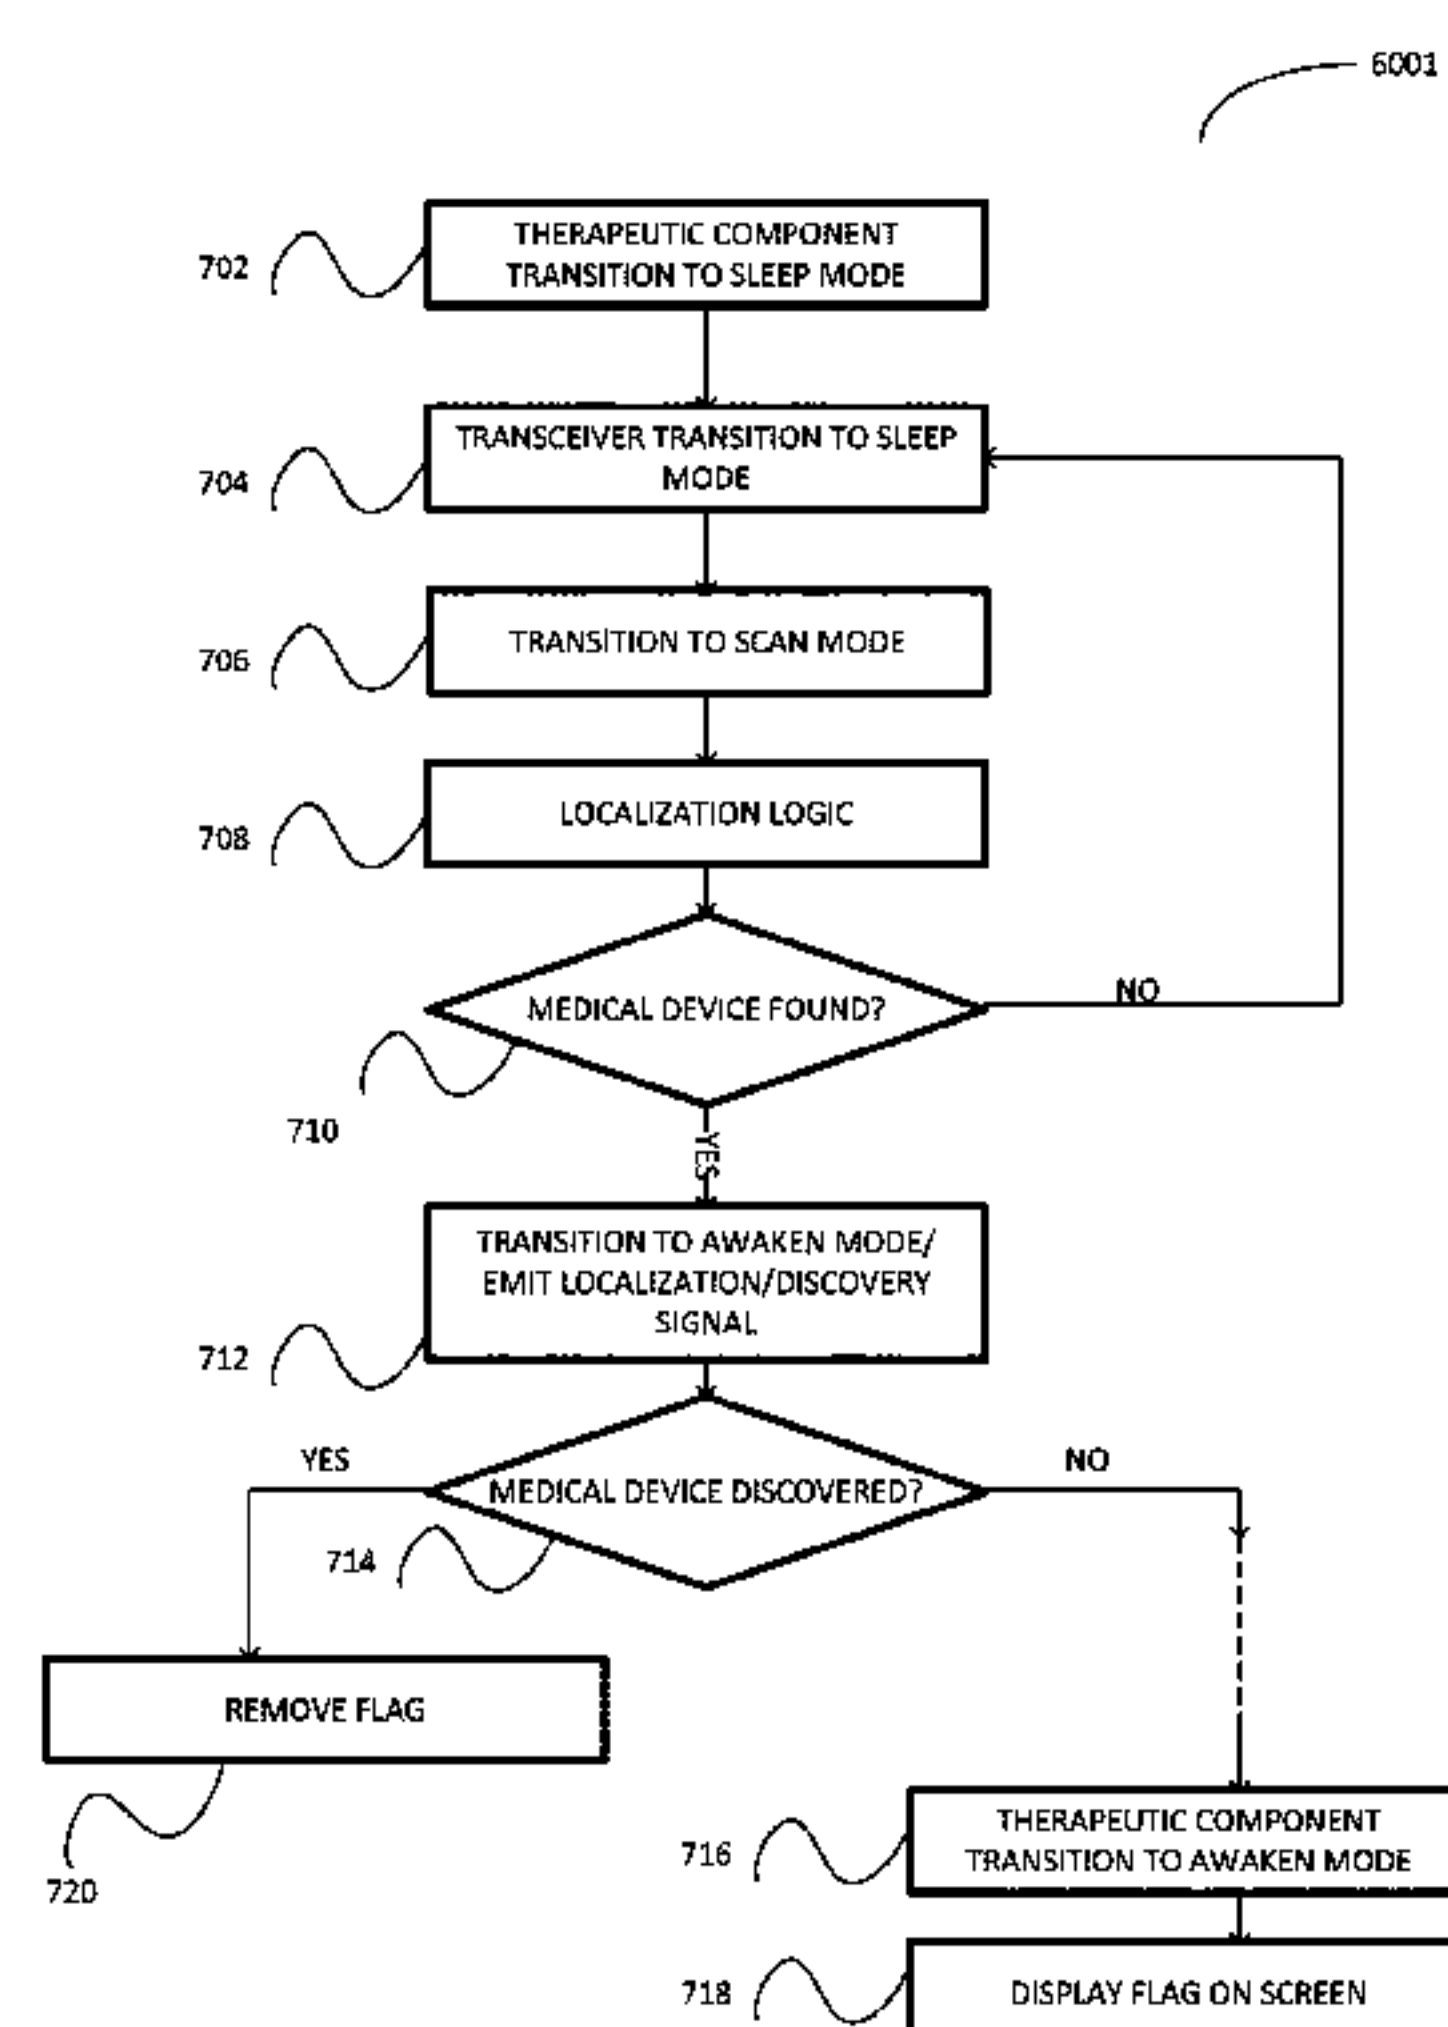 6001
702
THERAPEUTIC COMPONENT
TRANSITION TO SLEEP MODE
704
TRANSCEIVER TRANSITION TO SLEEP
MODE
706
TRANSITION TO SCAN MODE
708
LOCALIZATION LOGIC
MEDICAL DEVICE FOUND?
NO
710
YES
TRANSITION TO AWAKEN MODE/
EMIT LOCALIZATION/DISCOVERY
SIGNAL
712
YES
NO
MEDICAL DEVICE DISCOVERED?
714
REMOVE FLAG
720
716
THERAPEUTIC COMPONENT
TRANSITION TO AWAKEN MODE
718
DISPLAY FLAG ON SCREEN